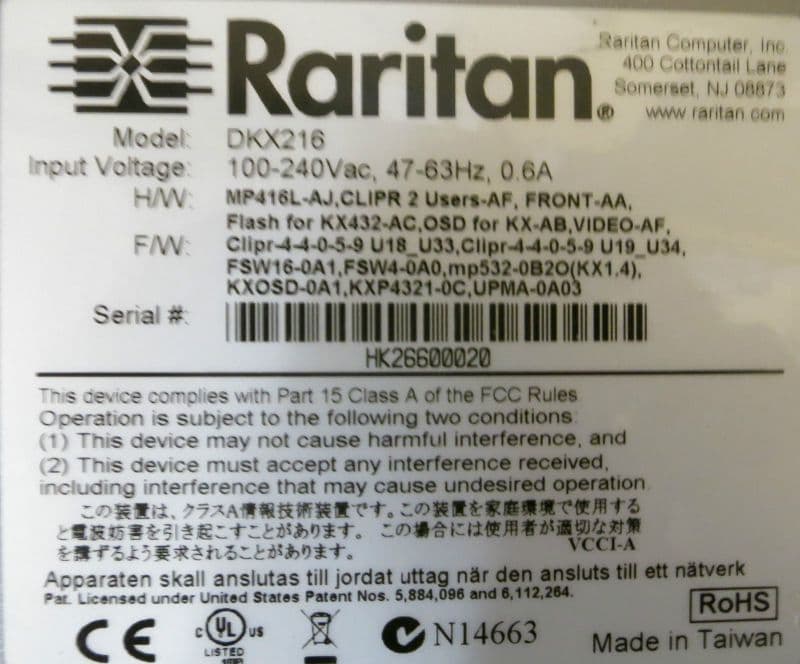 Raritan®
Raritan Computer, Inc.
400 Cottontail Lane
Somerset, NJ 08873
www.raritan.com
Model: DKX216
Input Voltage: 100-240Vac, 47-63Hz, 0.6A
H/W: MP416L-AJ,CLIPR 2 Users-AF, FRONT-AA,
Flash for KX432-AC,OSD for KX-AB,VIDEO-AF,
F/W: Clipr-4-4-0-5-9 U18_U33,Clipr-4-4-0-5-9 U19_U34,
FSW16-0A1,FSW4-0A0,mp532-0B20(KX1,4),
KXOSD-0A1,KXP4321-0C,UPMA-0A03
Serial #:
HK26600020
This device complies with Part 15 Class A of the FCC Rules
Operation is subject to the following two conditions:
(1) This device may not cause harmful interference, and
(2) This device must accept any interference received,
including interference that may cause undesired operation.
この装置は、クラスA情報技術装置です。この装置を家庭環境で使用する
と電波妨害を引き起こすことがあります。 この場合には使用者が適切な対策
を講ずるよう要求されることがあります。
VCCI-A
Apparaten skall anslutas till jordat uttag när den ansluts till ett nätverk
Pat. Licensed under United States Patent Nos. 5,884,096 and 6,112,264.
RoHS
CE
C UL US
LISTED
N14663
Made in Taiwan